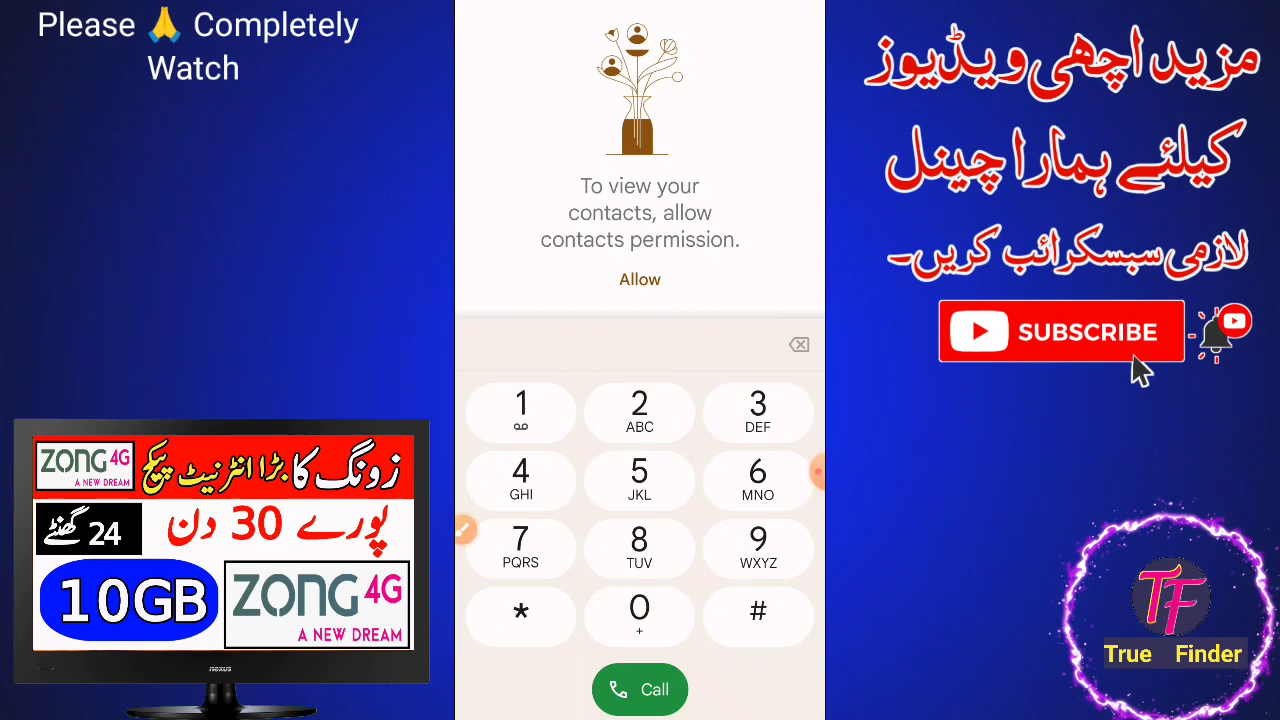 Please 🙏 Completely
Watch
ZONG 4G
A NEW DREAM
زونگ کا بڑا انٹرنیٹ پیکج
24 گھنٹے
پورے 30 دن
10GB
ZONG 4G
A NEW DREAM
nexus
To view your
contacts, allow
contacts permission.
Allow
1
2
ABC
3
DEF
4
GHI
5
JKL
6
MNO
7
PQRS
8
TUV
9
WXYZ
*
0
+
#
Call
مزید اچھی ویڈیوز
کیلئے ہمارا چینل
لازمی سبسکرائب کریں۔
SUBSCRIBE
TF
True Finder